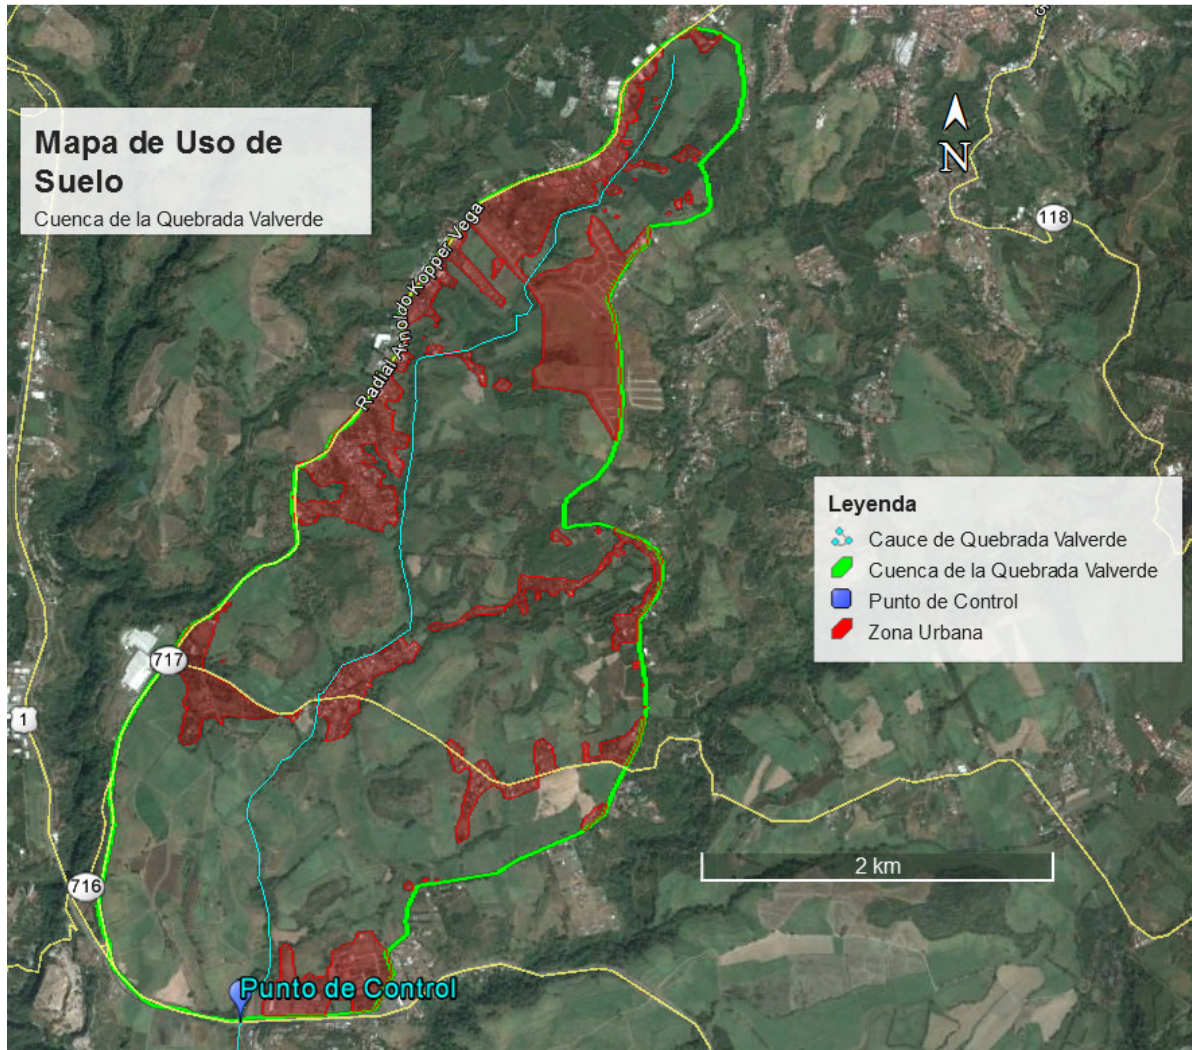 Mapa de Uso de
Suelo
Cuenca de la Quebrada Valverde
Radial Arnoldo Kopper Vega
N
118
Leyenda
Cauce de Quebrada Valverde
Cuenca de la Quebrada Valverde
Punto de Control
Zona Urbana
717
1
2 km
716
Punto de Control